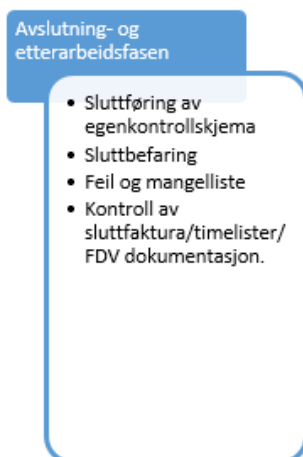 Avslutning- og
etterarbeidsfasen
• Sluttføring av
egenkontrollskjema
• Sluttbefaring
• Feil og mangelliste
• Kontroll av
sluttfaktura/timelister/
FDV dokumentasjon.